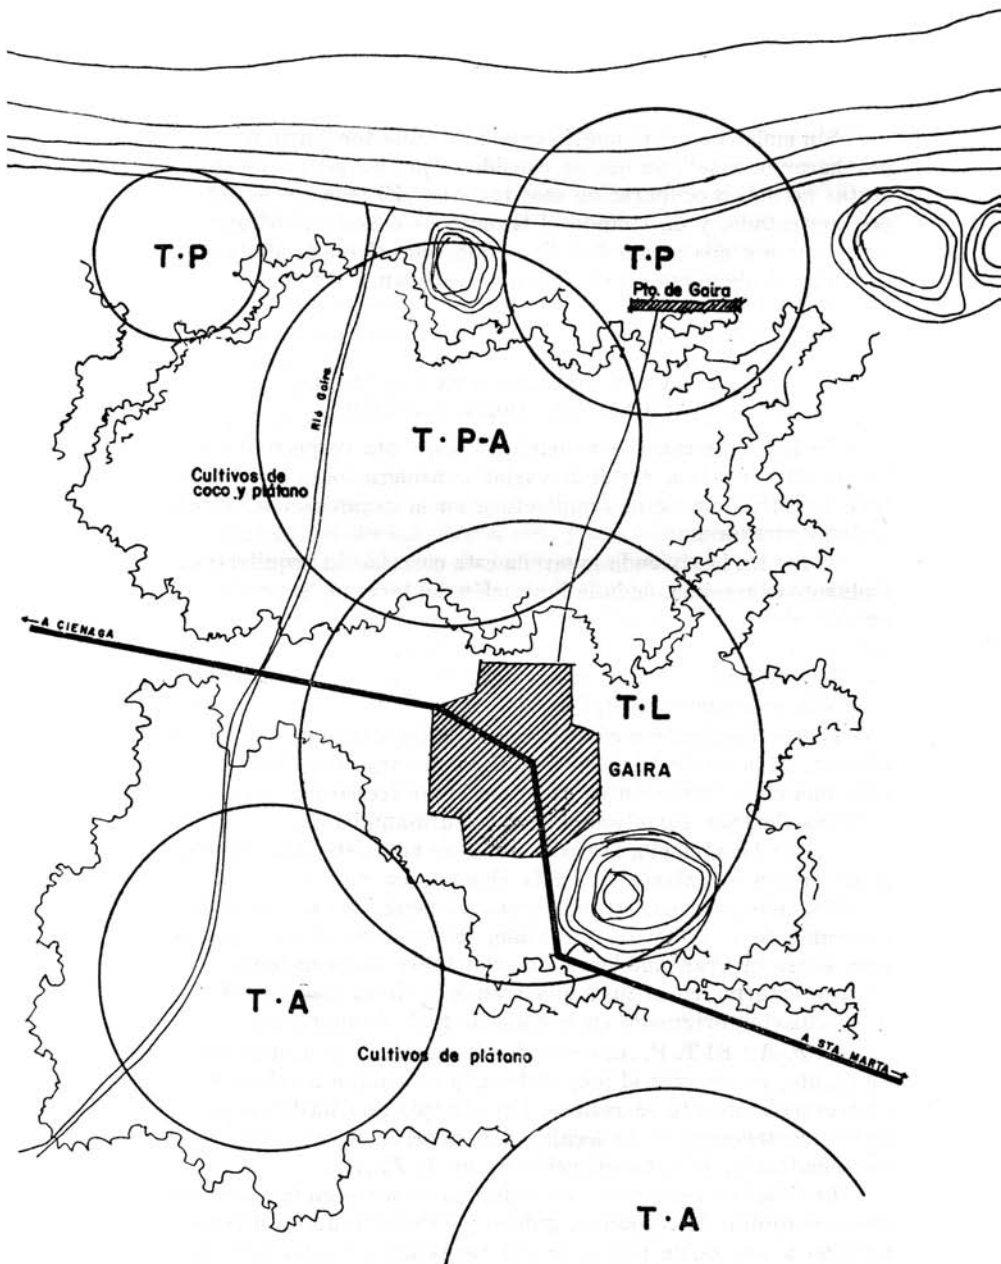 T·P
T·P
Pto. de Gaira
Río Gaira
T·P-A
Cultivos de
coco y plátano
A CIENAGA
T·L
GAIRA
T·A
Cultivos de plátano
A STA. MARTA
T·A